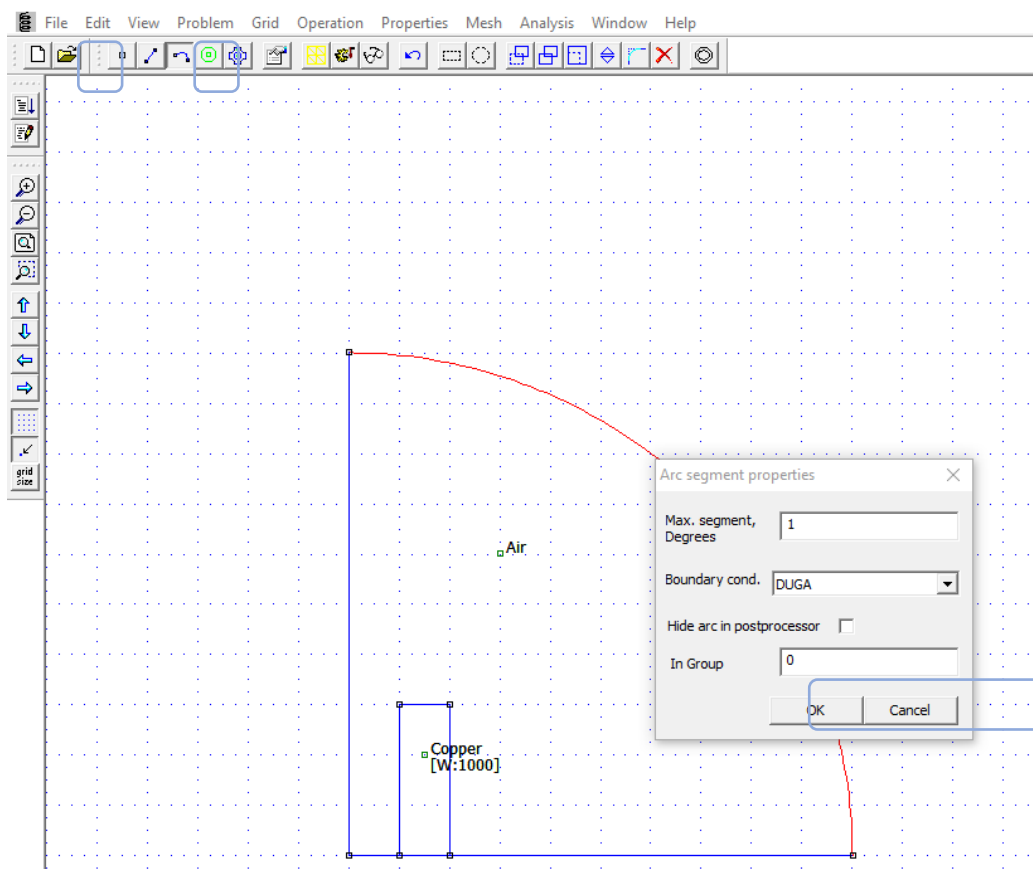 File Edit View Problem Grid Operation Properties Mesh Analysis Window Help
grid
size
Air
Arc segment properties
Max. segment,
Degrees
1
Boundary cond.
DUGA
Hide arc in postprocessor
In Group
0
OK
Cancel
Copper
[W:1000]